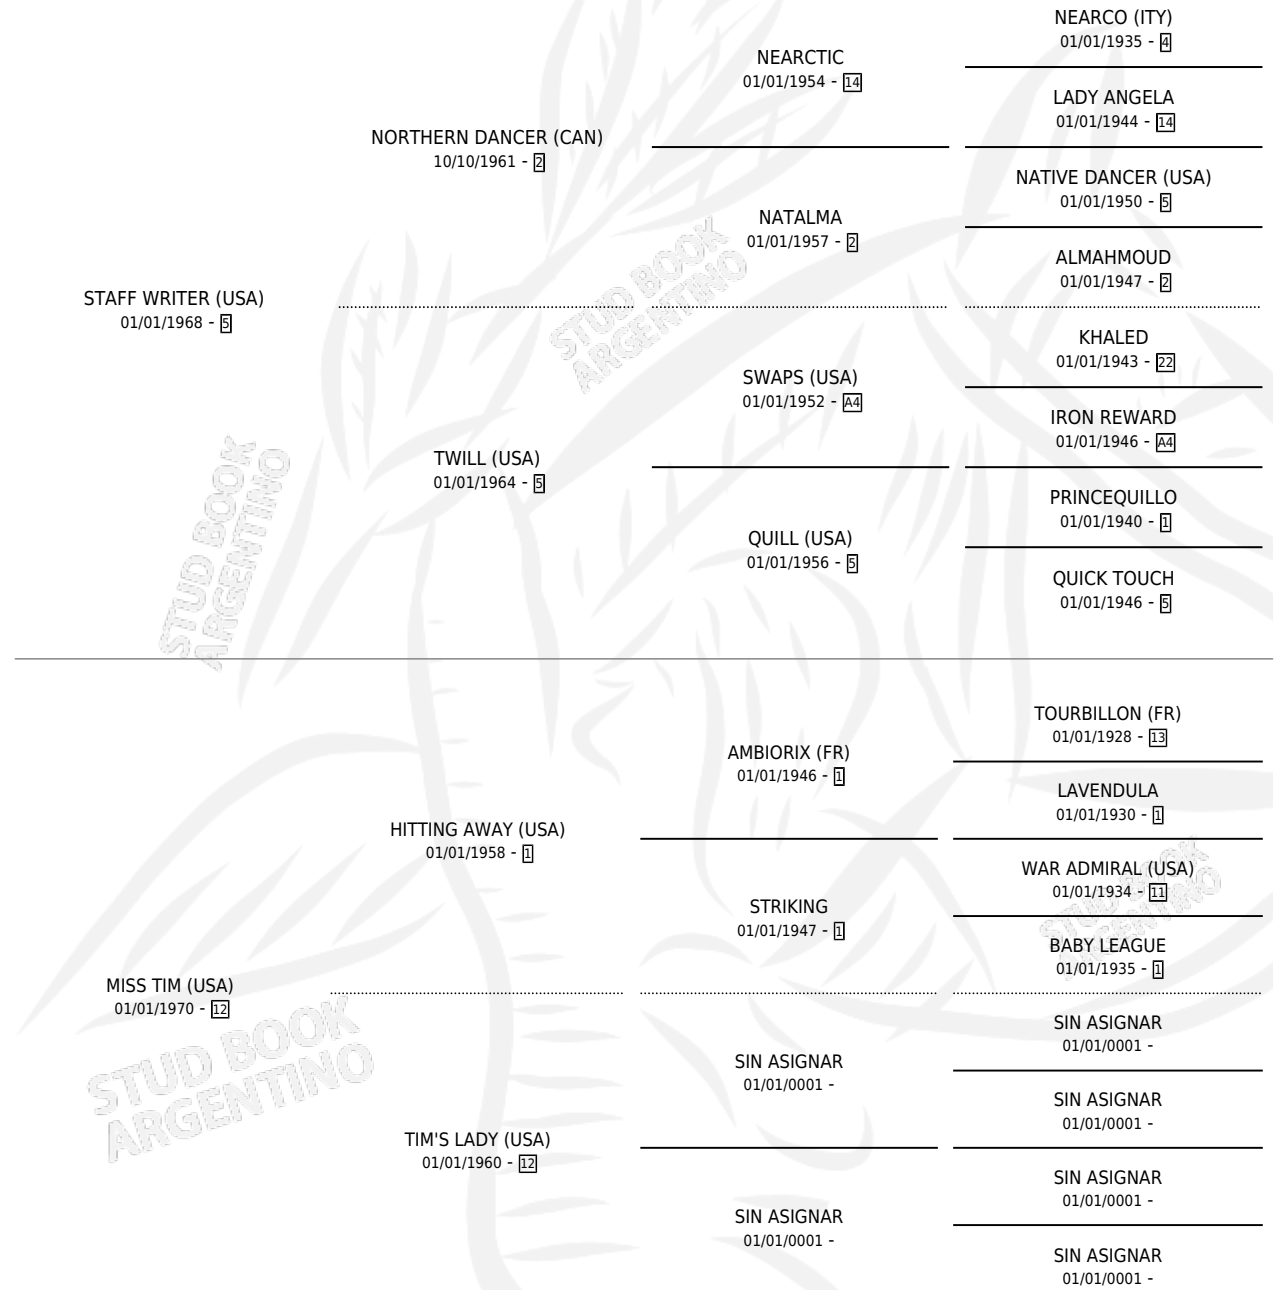 NEARCO (ITY)
01/01/1935 - 4
NEARCTIC
01/01/1954 - 14
LADY ANGELA
01/01/1944 - 14
NORTHERN DANCER (CAN)
10/10/1961 - 2
NATIVE DANCER (USA)
01/01/1950 - 5
NATALMA
01/01/1957 - 2
ALMAHMOUD
01/01/1947 - 2
STAFF WRITER (USA)
01/01/1968 - 5
KHALED
01/01/1943 - 22
SWAPS (USA)
01/01/1952 - A4
IRON REWARD
01/01/1946 - A4
TWILL (USA)
01/01/1964 - 5
PRINCEQUILLO
01/01/1940 - 1
QUILL (USA)
01/01/1956 - 5
QUICK TOUCH
01/01/1946 - 5
TOURBILLON (FR)
01/01/1928 - 13
AMBIORIX (FR)
01/01/1946 - 1
LAVENDULA
01/01/1930 - 1
HITTING AWAY (USA)
01/01/1958 - 1
WAR ADMIRAL (USA)
01/01/1934 - 11
STRIKING
01/01/1947 - 1
BABY LEAGUE
01/01/1935 - 1
MISS TIM (USA)
01/01/1970 - 12
SIN ASIGNAR
01/01/0001 -
SIN ASIGNAR
01/01/0001 -
SIN ASIGNAR
01/01/0001 -
TIM'S LADY (USA)
01/01/1960 - 12
SIN ASIGNAR
01/01/0001 -
SIN ASIGNAR
01/01/0001 -
SIN ASIGNAR
01/01/0001 -
STUD BOOK
ARGENTINO
STUD BOOK
ARGENTINO
STUD BOOK
ARGENTINO
STUD BOOK
ARGENTINO